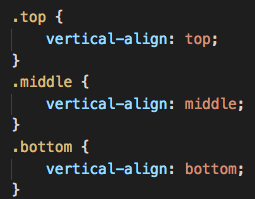 .top {
    vertical-align: top;
}
.middle {
    vertical-align: middle;
}
.bottom {
    vertical-align: bottom;
}